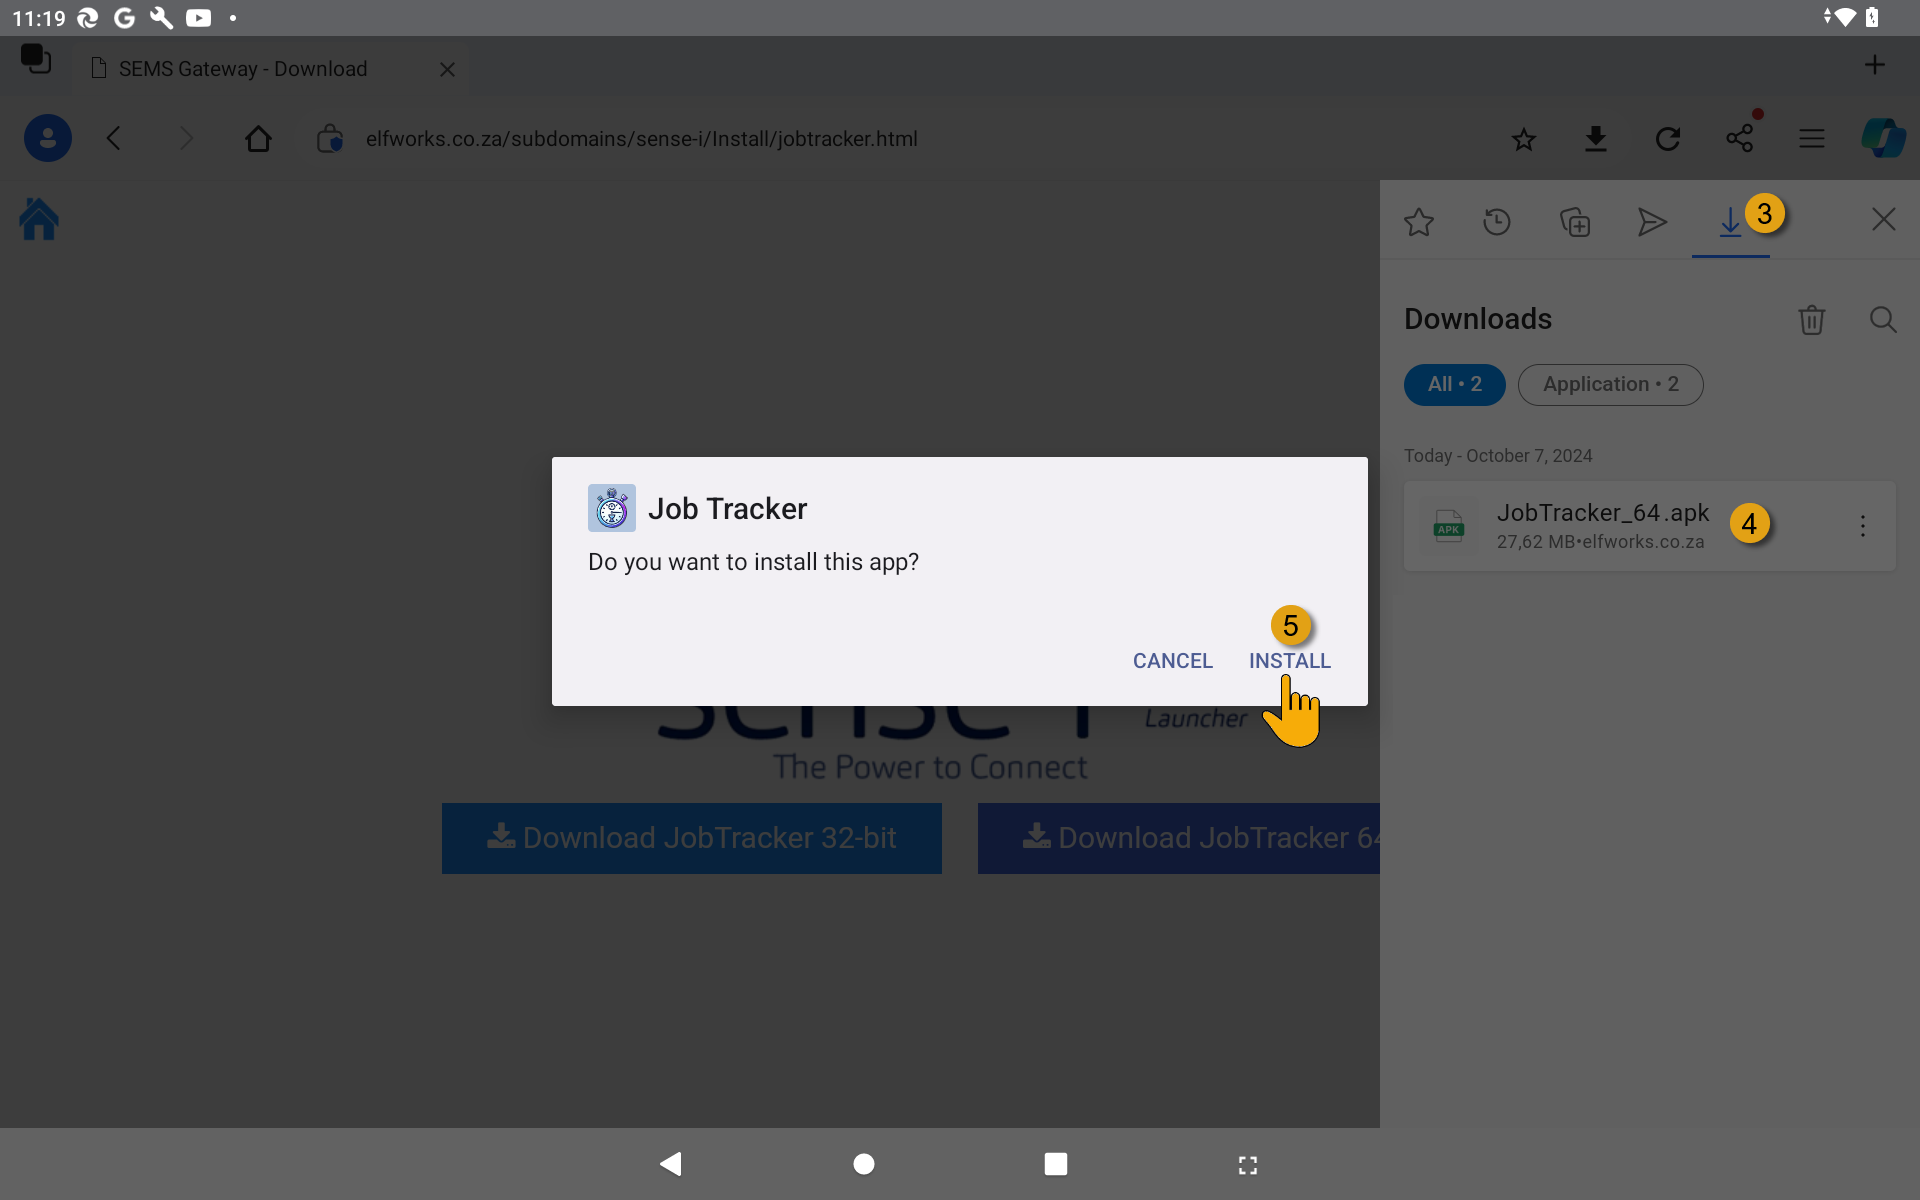 11:19
SEMS Gateway - Download
elfworks.co.za/subdomains/sense-i/Install/jobtracker.html
3
Downloads
All • 2
Application • 2
Today - October 7, 2024
JobTracker_64.apk
27,62 MB•elfworks.co.za
APK
4
Job Tracker
Do you want to install this app?
5
CANCEL
INSTALL
Launcher
The Power to Connect
Download JobTracker 32-bit
Download JobTracker 64